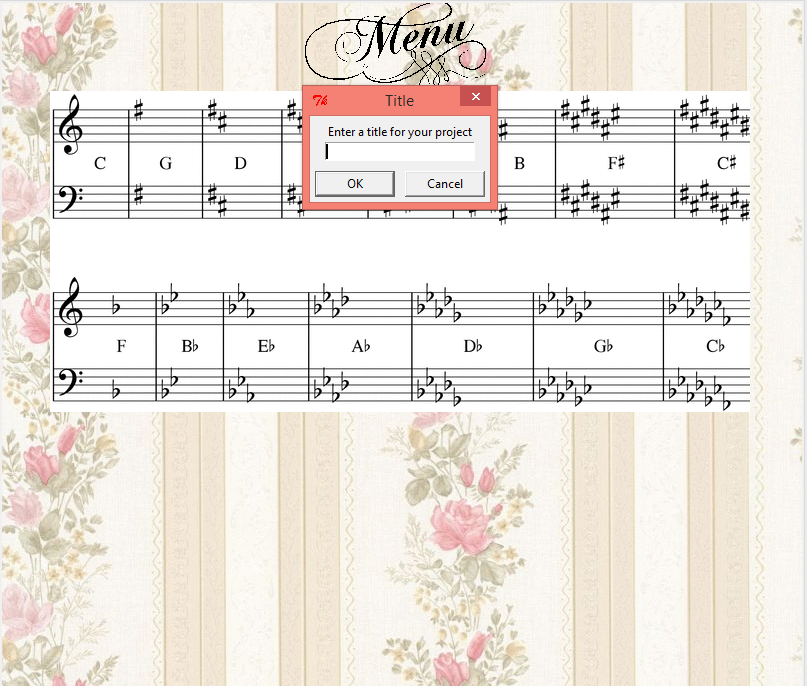 Menu
Title
Enter a title for your project
OK Cancel
C G D B F♯ C♯
F B♭ E♭ A♭ D♭ G♭ C♭